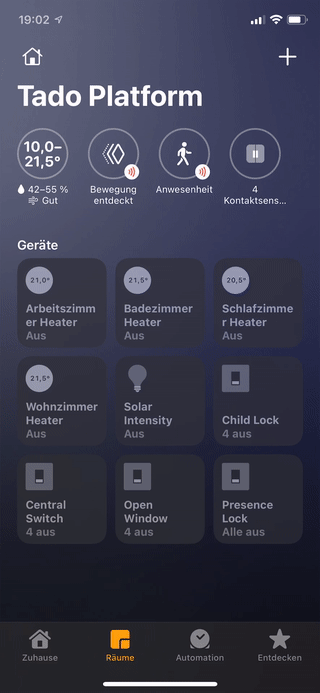 19:02
Tado Platform
10,0–
21,5°
42–55 %
Gut
Bewegung
entdeckt
Anwesenheit
4
Kontaktsens...
Geräte
21,0°
Arbeitszimm
er Heater
Aus
21,5°
Badezimmer
Heater
Aus
20,5°
Schlafzimme
r Heater
Aus
21,5°
Wohnzimmer
Heater
Aus
Solar
Intensity
Aus
Child Lock
4 aus
Central
Switch
4 aus
Open
Window
4 aus
Presence
Lock
Alle aus
Zuhause
Räume
Automation
Entdecken